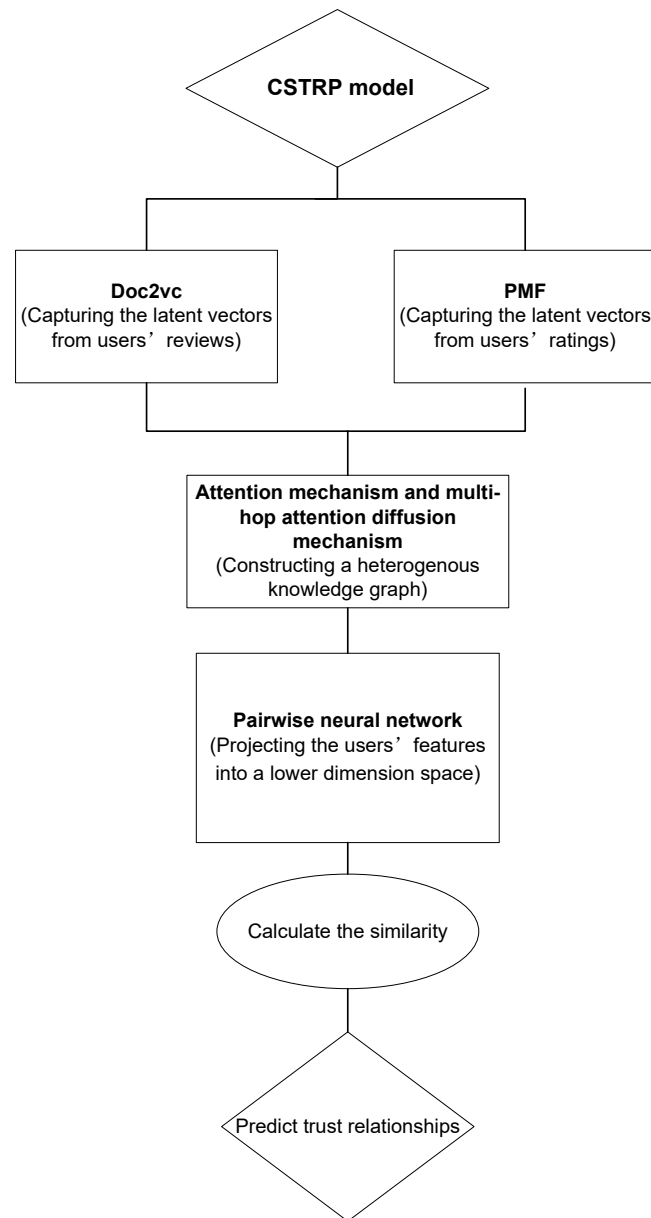 CSTRP model
Doc2vc
(Capturing the latent vectors
from users’ reviews)
PMF
(Capturing the latent vectors
from users’ ratings)
Attention mechanism and multi-
hop attention diffusion
mechanism
(Constructing a heterogenous
knowledge graph)
Pairwise neural network
(Projecting the users’ features
into a lower dimension space)
Calculate the similarity
Predict trust relationships